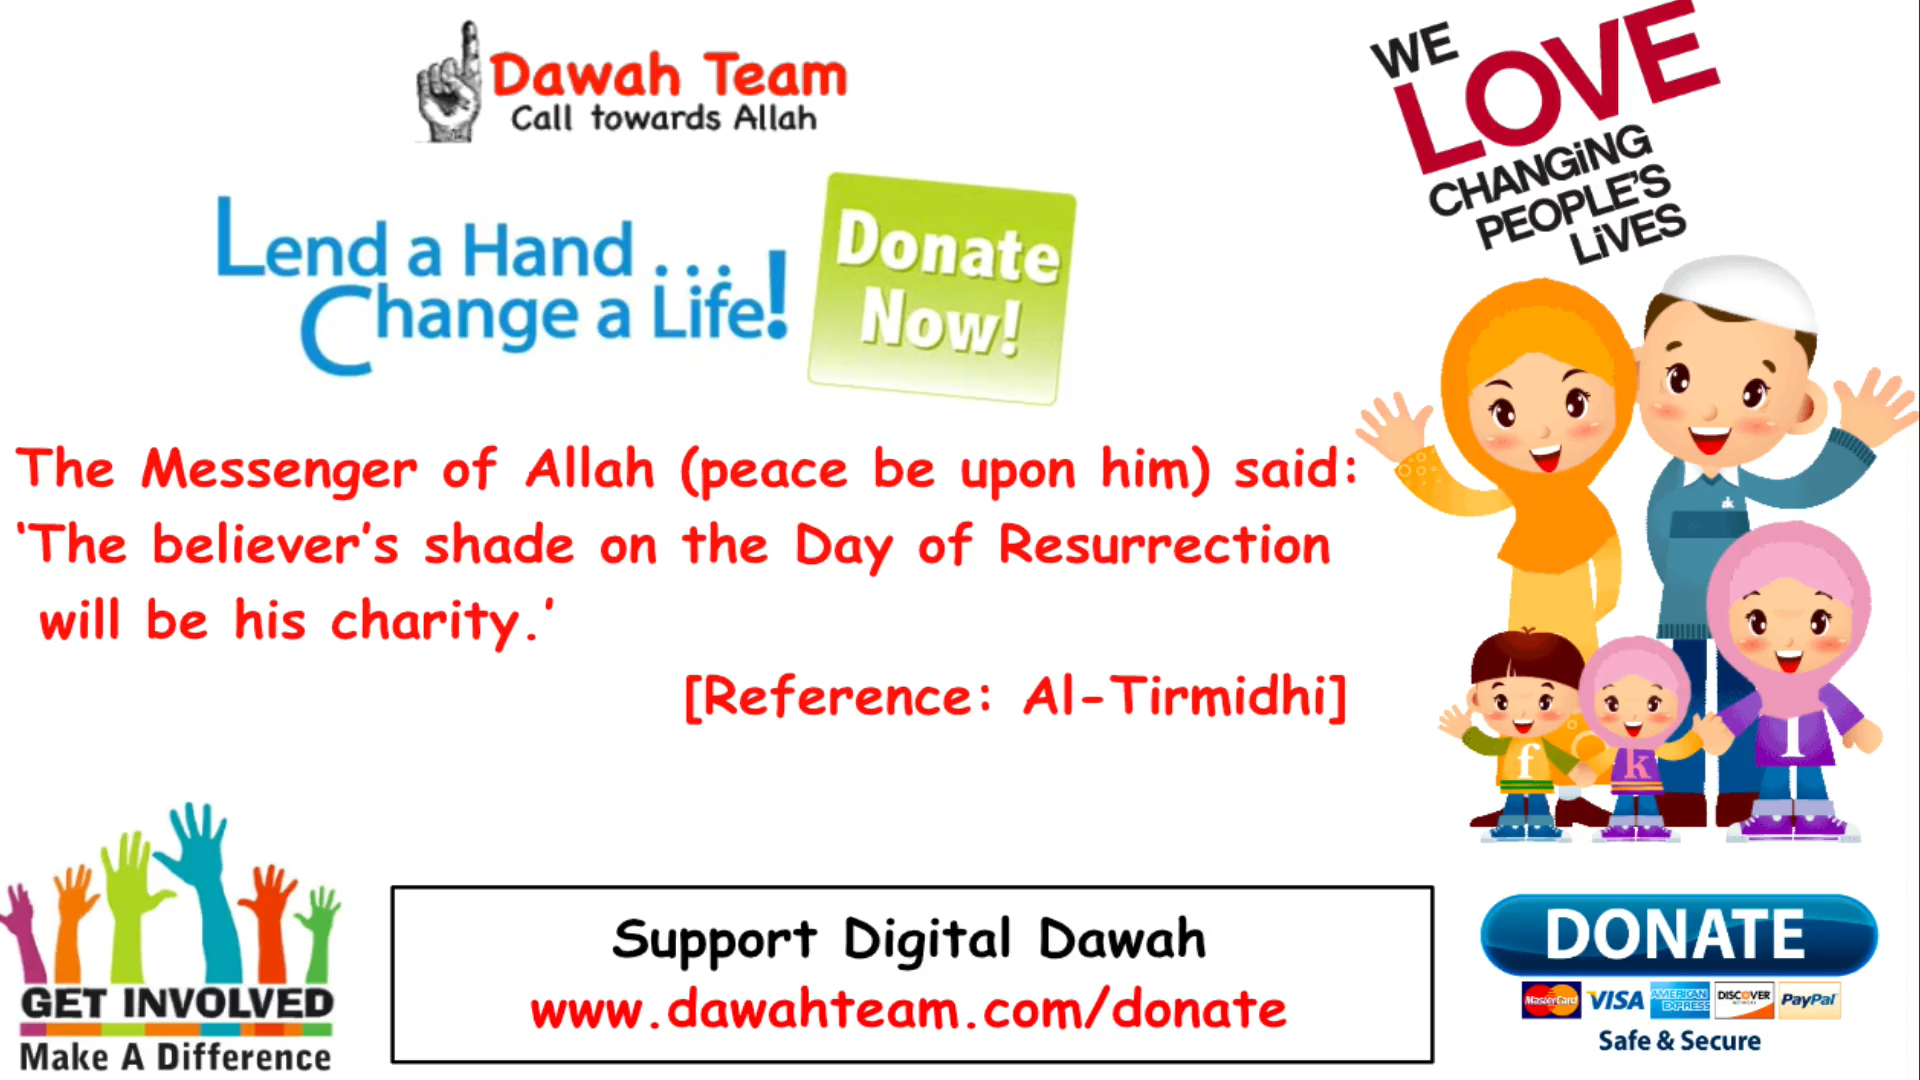 Dawah Team
Call towards Allah
WE
LOVE
CHANGiNG
PEOPLE'S
LiVES
Lend a Hand ...
Change a Life!
Donate
Now!
The Messenger of Allah (peace be upon him) said:
‘The believer’s shade on the Day of Resurrection
will be his charity.’
[Reference: Al-Tirmidhi]
f
k
l
GET INVOLVED
Make A Difference
Support Digital Dawah
www.dawahteam.com/donate
DONATE
MasterCard VISA AMERICAN EXPRESS DISCOVER PayPal
Safe & Secure